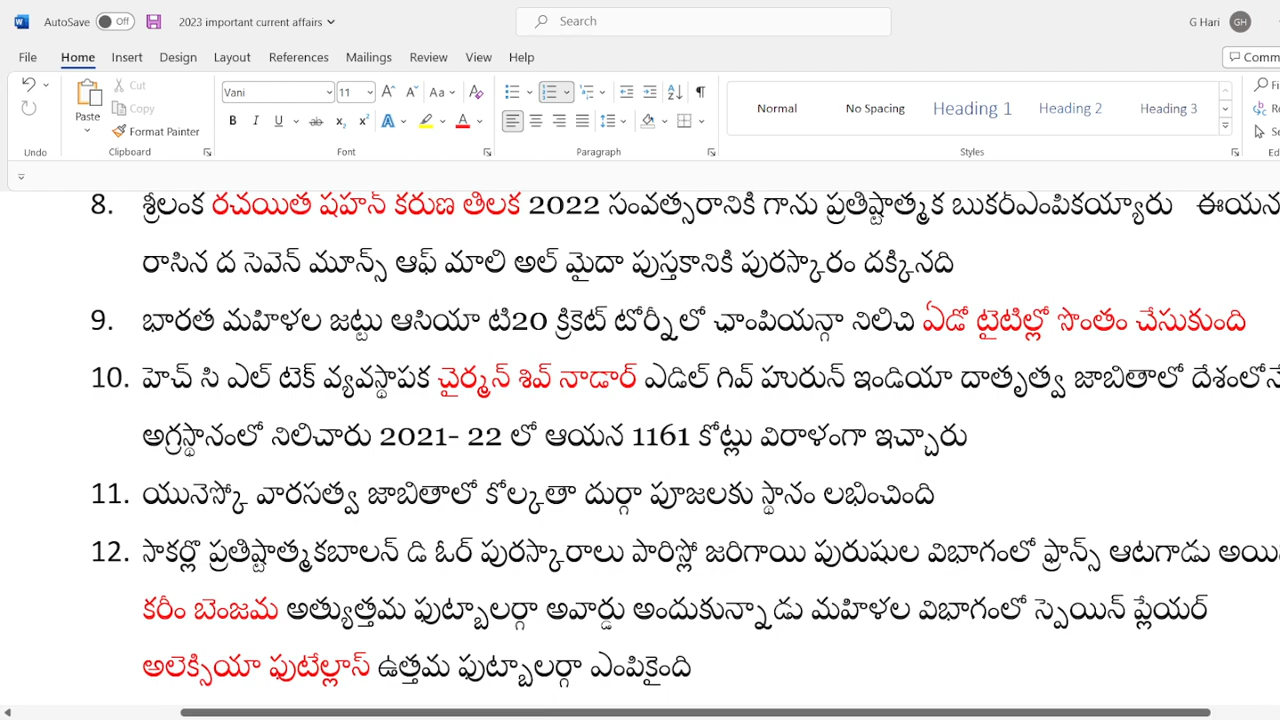 AutoSave Off 2023 important current affairs Search G Hari GH
File Home Insert Design Layout References Mailings Review View Help
Cut Copy Format Painter Paste Vani 11 Aa Normal No Spacing Heading 1 Heading 2 Heading 3
Undo Clipboard Font Paragraph Styles
8. శ్రీలంక రచయిత షహన్ కరుణ తిలక 2022 సంవత్సరానికి గాను ప్రతిష్టాత్మక బుకర్ఎంపికయ్యారు ఈయన
రాసిన ద సెవెన్ మూన్స్ ఆఫ్ మాలి అల్ మైదా పుస్తకానికి పురస్కారం దక్కినది
9. భారత మహిళల జట్టు ఆసియా టి20 క్రికెట్ టోర్నీలో ఛాంపియన్గా నిలిచి ఏడో టైటిల్లో సొంతం చేసుకుంది
10. హెచ్ సి ఎల్ టెక్ వ్యవస్థాపక చైర్మన్ శివ్ నాడార్ ఎడిల్ గివ్ హురున్ ఇండియా దాతృత్వ జాబితాలో దేశంలోనే
అగ్రస్థానంలో నిలిచారు 2021- 22 లో ఆయన 1161 కోట్లు విరాళంగా ఇచ్చారు
11. యునెస్కో వారసత్వ జాబితాలో కోల్కతా దుర్గా పూజలకు స్థానం లభించింది
12. సాకర్లొ ప్రతిష్టాత్మకబాలన్ డి ఓర్ పురస్కారాలు పారిస్లో జరిగాయి పురుషుల విభాగంలో ఫ్రాన్స్ ఆటగాడు
కరీం బెంజమ అత్యుత్తమ ఫుట్బాలర్గా అవార్డు అందుకున్నాడు మహిళల విభాగంలో స్పెయిన్ ప్లేయర్
అలెక్సియా ఫుటేల్లాస్ ఉత్తమ ఫుట్బాలర్గా ఎంపికైంది